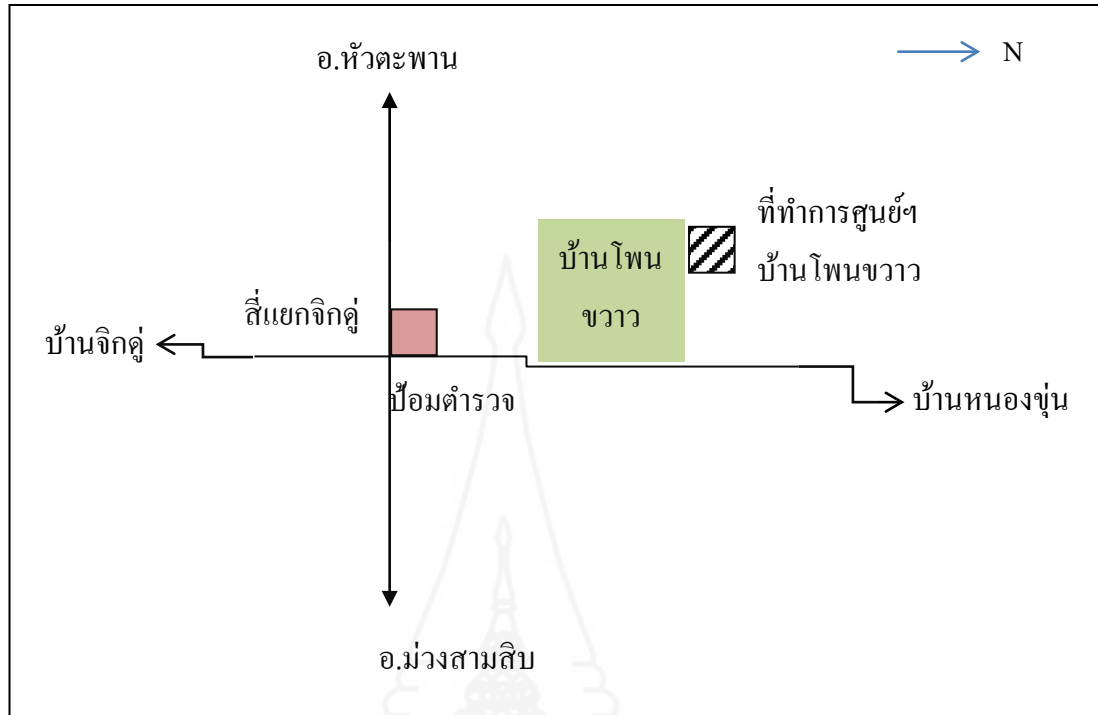 อ.หัวตะพาน
N
ที่ทำการศูนย์ฯ
บ้านโพนขวาว
บ้านโพน
ขวาว
สี่แยกจิกดู่
บ้านจิกดู่
ป้อมตำรวจ
บ้านหนองขุ่น
อ.ม่วงสามสิบ